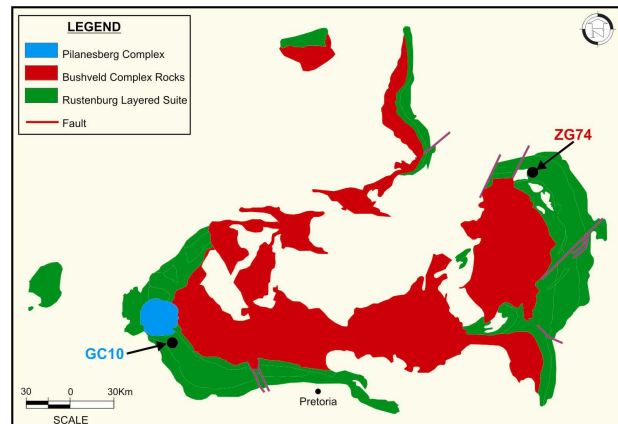 LEGEND
Pilanesberg Complex
Bushveld Complex Rocks
Rustenburg Layered Suite
Fault
N
ZG74
GC10
Pretoria
30 0 30Km
SCALE